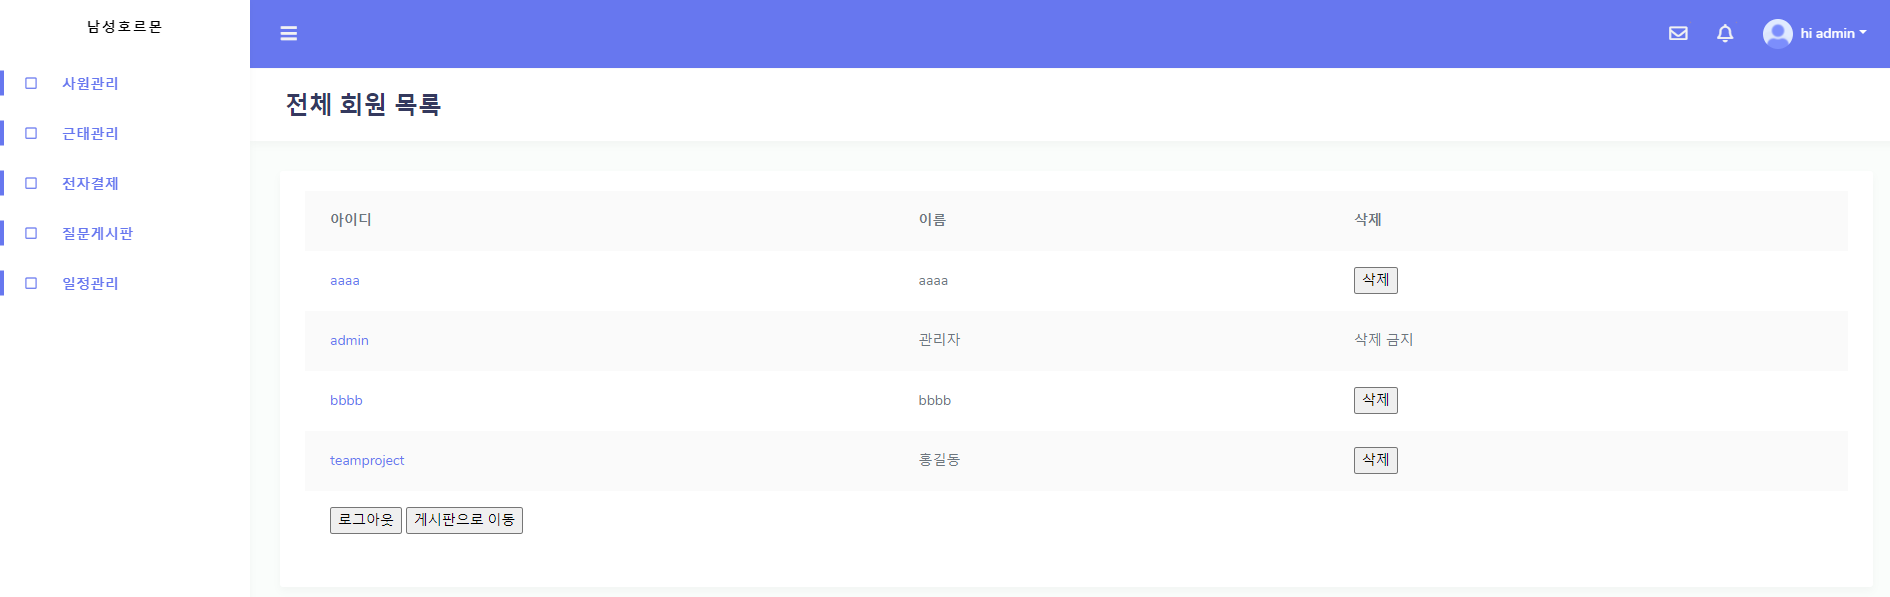 남성호르몬
사원관리
근태관리
전자결제
질문게시판
일정관리
hi admin
전체 회원 목록
아이디 이름 삭제
aaaa aaaa 삭제
admin 관리자 삭제 금지
bbbb bbbb 삭제
teamproject 홍길동 삭제
로그아웃 게시판으로 이동